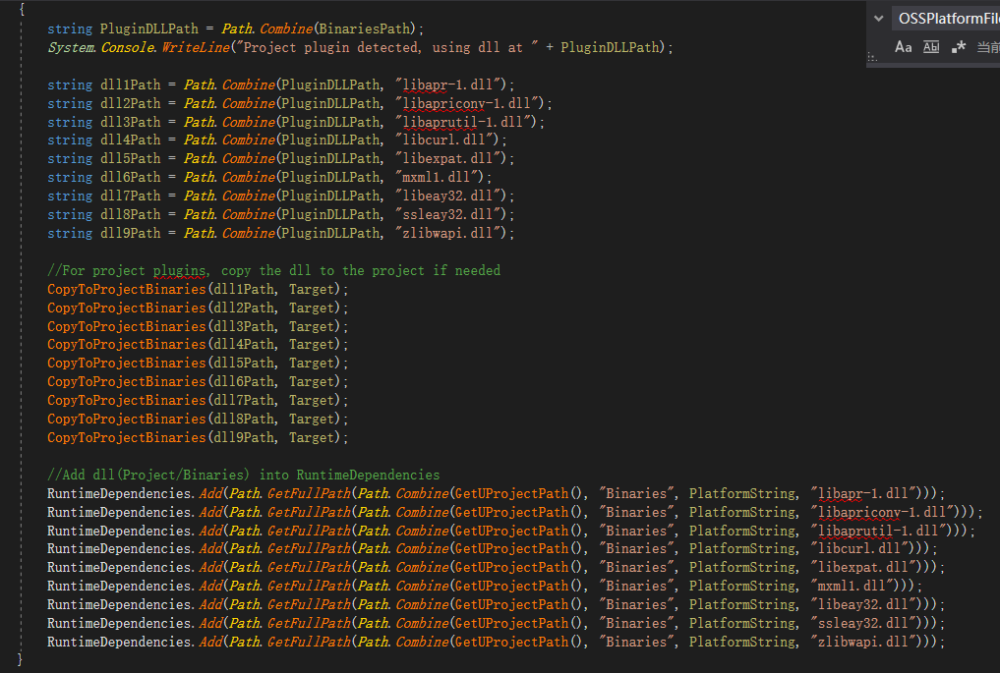 {
string PluginDLLPath = Path.Combine(BinariesPath);
System.Console.WriteLine("Project plugin detected, using dll at " + PluginDLLPath);
string dll1Path = Path.Combine(PluginDLLPath, "libapr-1.dll");
string dll2Path = Path.Combine(PluginDLLPath, "libapriconv-1.dll");
string dll3Path = Path.Combine(PluginDLLPath, "libaprutil-1.dll");
string dll4Path = Path.Combine(PluginDLLPath, "libcurl.dll");
string dll5Path = Path.Combine(PluginDLLPath, "libexpat.dll");
string dll6Path = Path.Combine(PluginDLLPath, "mxml1.dll");
string dll7Path = Path.Combine(PluginDLLPath, "libeay32.dll");
string dll8Path = Path.Combine(PluginDLLPath, "ssleay32.dll");
string dll9Path = Path.Combine(PluginDLLPath, "zlibwapi.dll");
//For project plugins, copy the dll to the project if needed
CopyToProjectBinaries(dll1Path, Target);
CopyToProjectBinaries(dll2Path, Target);
CopyToProjectBinaries(dll3Path, Target);
CopyToProjectBinaries(dll4Path, Target);
CopyToProjectBinaries(dll5Path, Target);
CopyToProjectBinaries(dll6Path, Target);
CopyToProjectBinaries(dll7Path, Target);
CopyToProjectBinaries(dll8Path, Target);
CopyToProjectBinaries(dll9Path, Target);
//Add dll(Project/Binaries) into RuntimeDependencies
RuntimeDependencies.Add(Path.GetFullPath(Path.Combine(GetUProjectPath(), "Binaries", PlatformString, "libapr-1.dll")));
RuntimeDependencies.Add(Path.GetFullPath(Path.Combine(GetUProjectPath(), "Binaries", PlatformString, "libapriconv-1.dll")));
RuntimeDependencies.Add(Path.GetFullPath(Path.Combine(GetUProjectPath(), "Binaries", PlatformString, "libaprutil-1.dll")));
RuntimeDependencies.Add(Path.GetFullPath(Path.Combine(GetUProjectPath(), "Binaries", PlatformString, "libcurl.dll")));
RuntimeDependencies.Add(Path.GetFullPath(Path.Combine(GetUProjectPath(), "Binaries", PlatformString, "libexpat.dll")));
RuntimeDependencies.Add(Path.GetFullPath(Path.Combine(GetUProjectPath(), "Binaries", PlatformString, "mxml1.dll")));
RuntimeDependencies.Add(Path.GetFullPath(Path.Combine(GetUProjectPath(), "Binaries", PlatformString, "libeay32.dll")));
RuntimeDependencies.Add(Path.GetFullPath(Path.Combine(GetUProjectPath(), "Binaries", PlatformString, "ssleay32.dll")));
RuntimeDependencies.Add(Path.GetFullPath(Path.Combine(GetUProjectPath(), "Binaries", PlatformString, "zlibwapi.dll")));
}
OSSPlatformFil
Aa Ab .* 当前